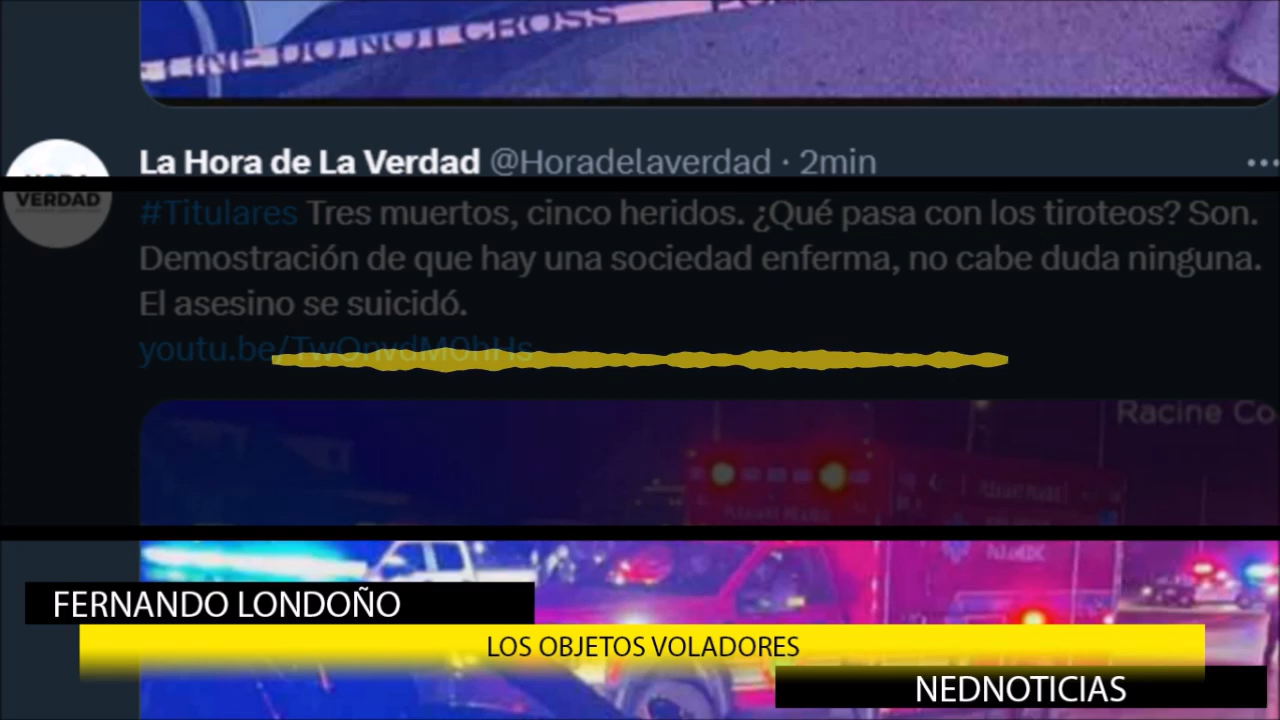 LINE DO NOT CROSS
La Hora de La Verdad @Horadelaverdad · 2min
VERDAD
#Titulares Tres muertos, cinco heridos. ¿Qué pasa con los tiroteos? Son.
Demostración de que hay una sociedad enferma, no cabe duda ninguna.
El asesino se suicidó.
youtu.be/TwOnvdM0hHs
Racine Co
FERNANDO LONDOÑO
LOS OBJETOS VOLADORES
NEDNOTICIAS